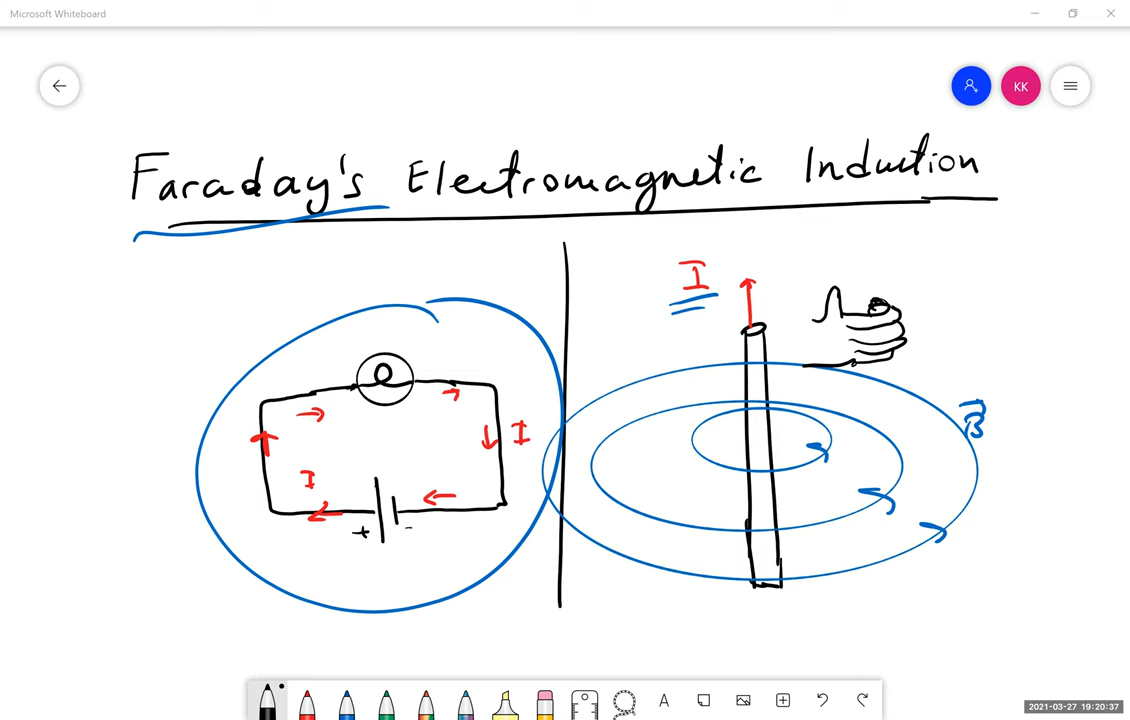 Microsoft Whiteboard
KK
Faraday's Electromagnetic Induction
I
B
I
I
+ -
A
2021-03-27 19:20:37